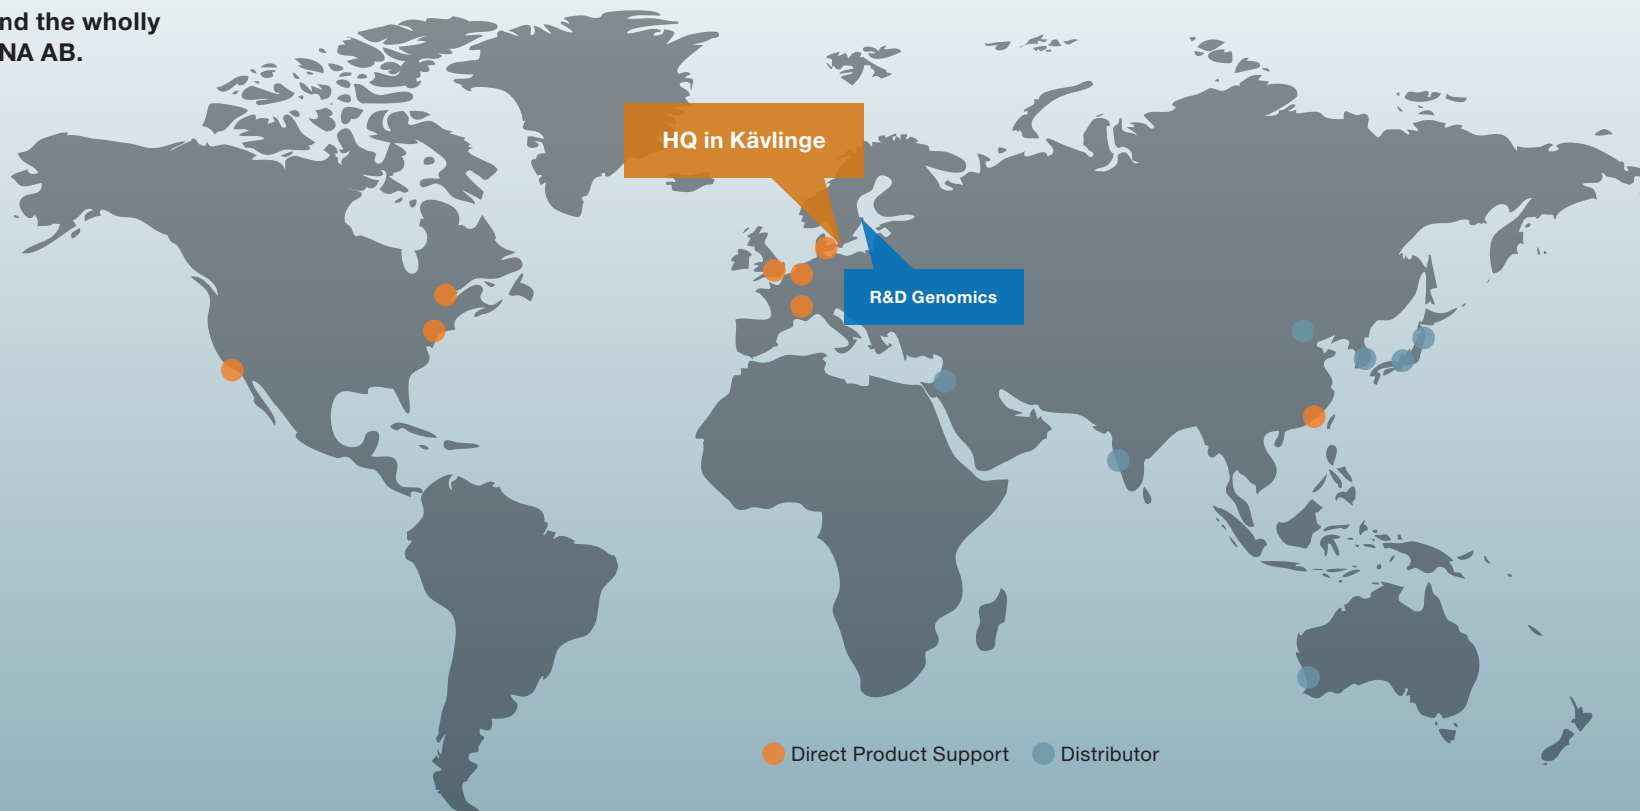 nd the wholly
NA AB.
HQ in Kävlinge
R&D Genomics
Direct Product Support
Distributor